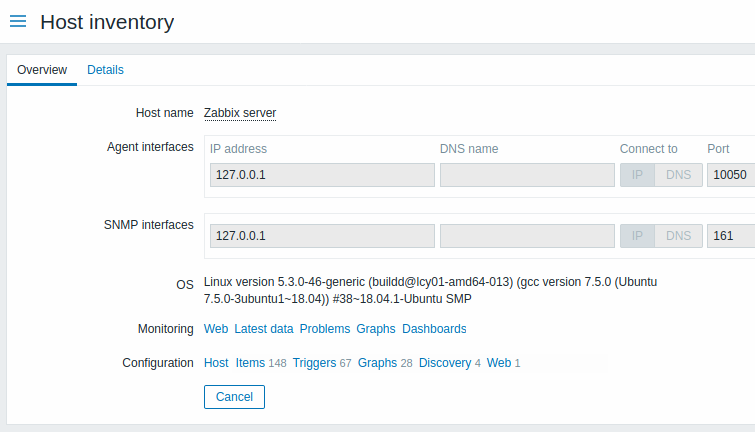 Host inventory
Overview Details
Host name Zabbix server
Agent interfaces IP address DNS name Connect to Port
127.0.0.1 IP DNS 10050
SNMP interfaces
127.0.0.1 IP DNS 161
OS Linux version 5.3.0-46-generic (buildd@lcy01-amd64-013) (gcc version 7.5.0 (Ubuntu
7.5.0-3ubuntu1~18.04)) #38~18.04.1-Ubuntu SMP
Monitoring Web Latest data Problems Graphs Dashboards
Configuration Host Items 148 Triggers 67 Graphs 28 Discovery 4 Web 1
Cancel